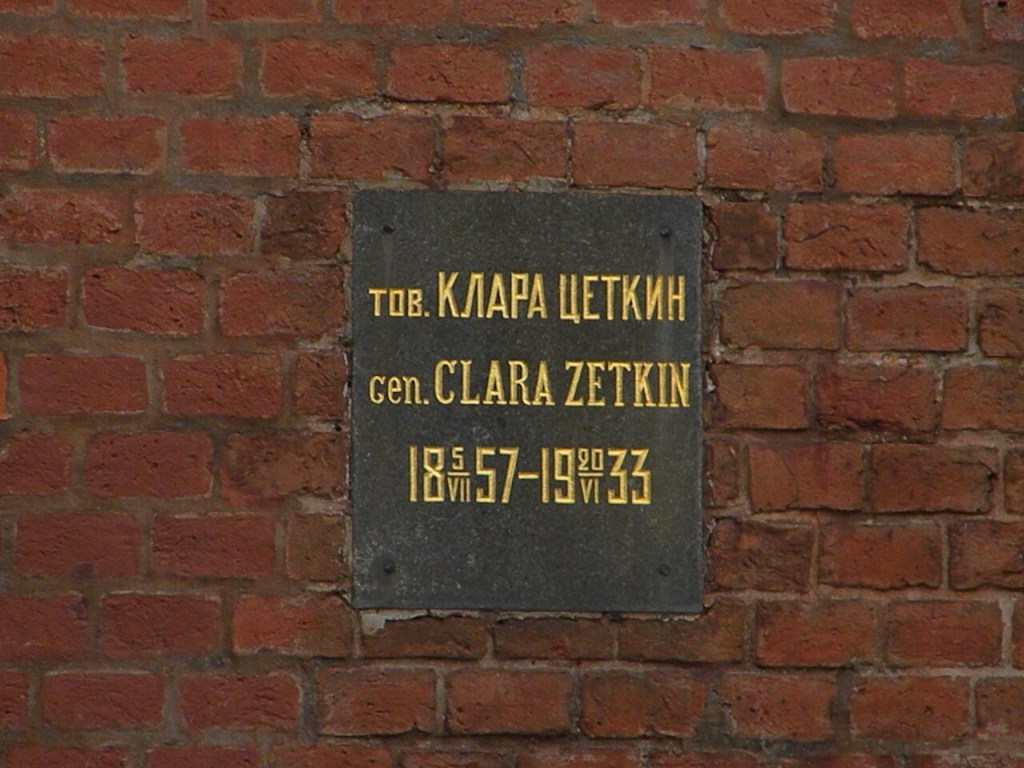 тов. КЛАРА ЦЕТКИН
gen. CLARA ZETKIN
18 5/VII 57-19 20/VI 33